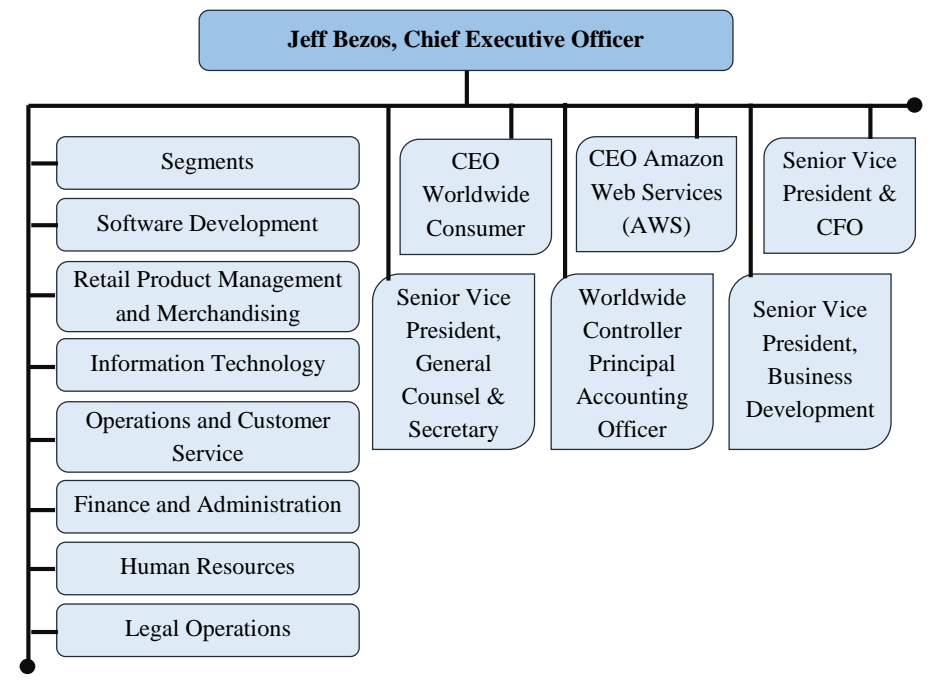 Jeff Bezos, Chief Executive Officer
Segments
Software Development
Retail Product Management
and Merchandising
Information Technology
Operations and Customer
Service
Finance and Administration
Human Resources
Legal Operations
CEO
Worldwide
Consumer
CEO Amazon
Web Services
(AWS)
Senior Vice
President &
CFO
Senior Vice
President,
General
Counsel &
Secretary
Worldwide
Controller
Principal
Accounting
Officer
Senior Vice
President,
Business
Development